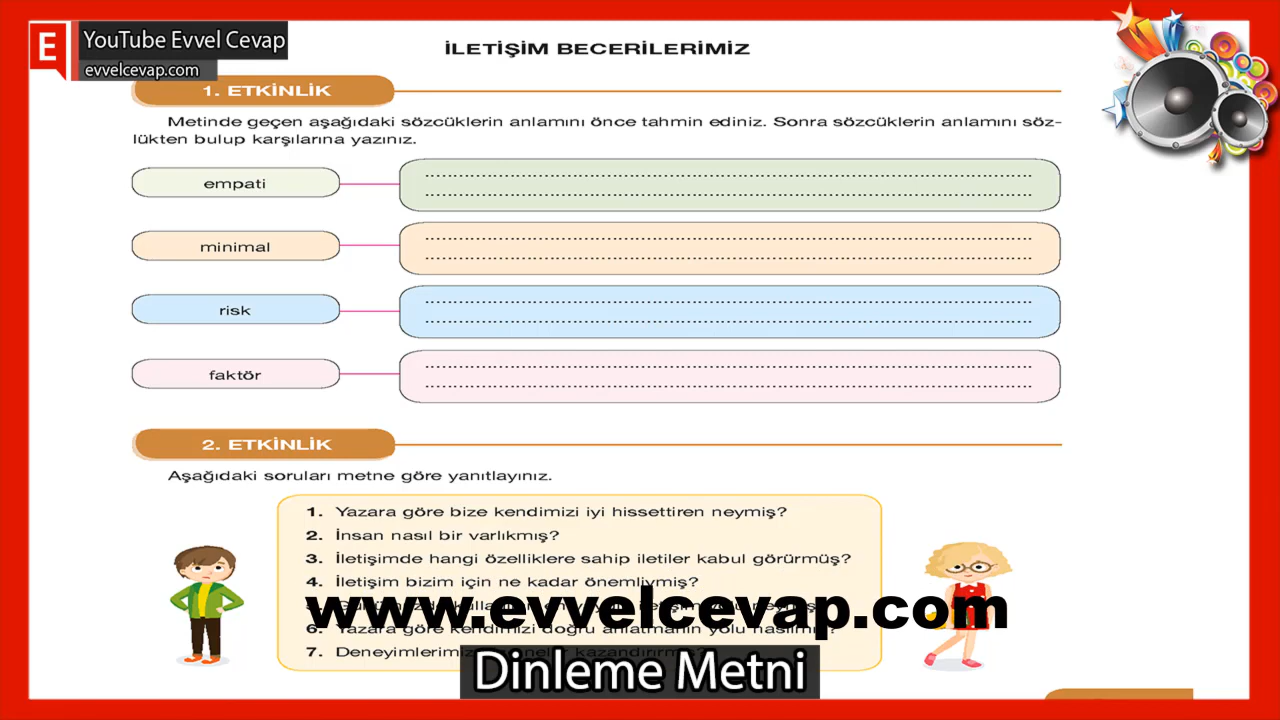 E
YouTube Evvel Cevap
evvelcevap.com
İLETİŞİM BECERİLERİMİZ
1. ETKİNLİK
Metinde geçen aşağıdaki sözcüklerin anlamını önce tahmin ediniz. Sonra sözcüklerin anlamını söz-
lükten bulup karşılarına yazınız.
empati
minimal
risk
faktör
2. ETKİNLİK
Aşağıdaki soruları metne göre yanıtlayınız.
1. Yazara göre bize kendimizi iyi hissettiren neymiş?
2. İnsan nasıl bir varlıkmış?
3. İletişimde hangi özelliklere sahip iletiler kabul görürmüş?
4. İletişim bizim için ne kadar önemliymiş?
www.evvelcevap.com
6. Yazara göre kendimizi doğru anlatmanın yolu nasılmış?
7. Deneyimlerimiz
Dinleme Metni